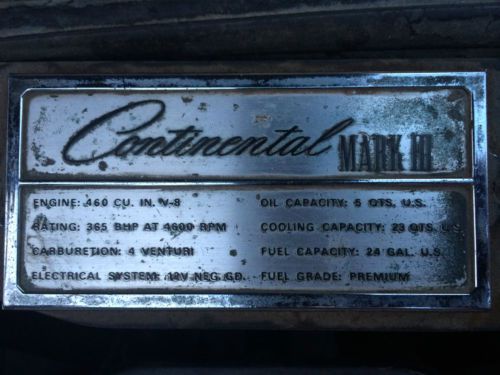 Continental MARK III
ENGINE: 460 CU. IN. V-8 OIL CAPACITY: 5 QTS. U.S.
RATING: 365 BHP AT 4600 RPM COOLING CAPACITY: 23 QTS. U.S.
CARBURETION: 4 VENTURI FUEL CAPACITY: 24 GAL. U.S.
ELECTRICAL SYSTEM: 12V NEG. GD. FUEL GRADE: PREMIUM